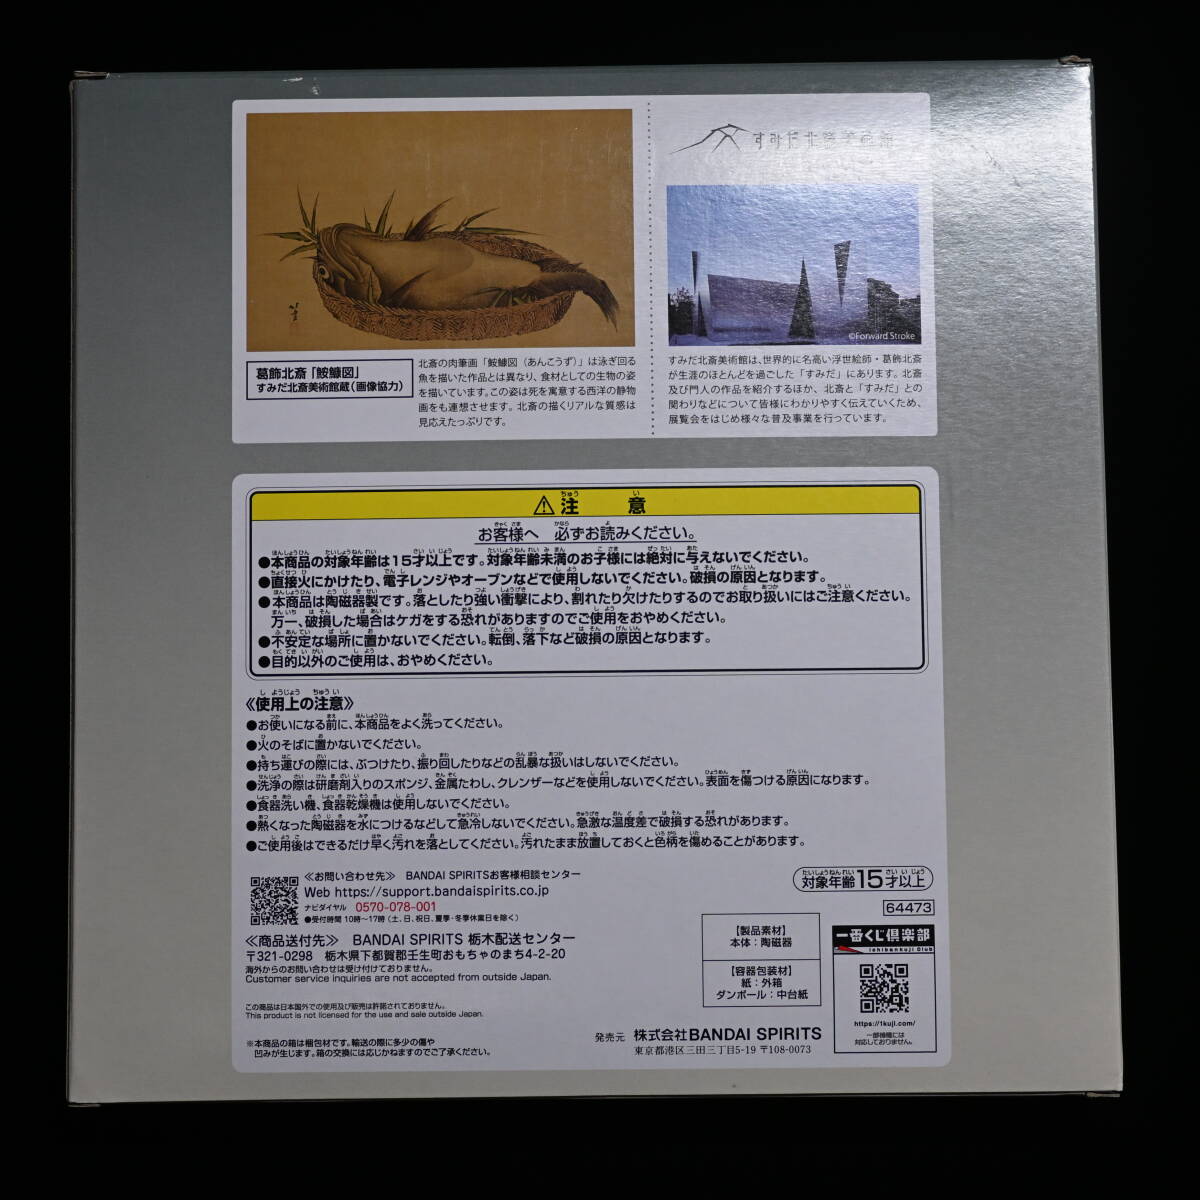 すみだ北斎美術館
©Forward Stroke
葛飾北斎「鮟鱇図」
すみだ北斎美術館蔵(画像協力)
北斎の肉筆画「鮟鱇図(あんこうず)」は泳ぎ回る
魚を描いた作品とは異なり、食材としての生物の姿
を描いています。この姿は死を寓意する西洋の静物
画をも連想させます。北斎の描くリアルな質感は
見応えたっぷりです。
すみだ北斎美術館は、世界的に名高い浮世絵師・葛飾北斎
が生涯のほとんどを過ごした「すみだ」にあります。北斎
及び門人の作品を紹介するほか、北斎と「すみだ」との
関わりなどについて皆様にわかりやすく伝えていくため、
展覧会をはじめ様々な普及事業を行っています。
⚠注意
お客様へ 必ずお読みください。
●本商品の対象年齢は15才以上です。対象年齢未満のお子様には絶対に与えないでください。
●直接火にかけたり、電子レンジやオーブンなどで使用しないでください。破損の原因となります。
●本商品は陶磁器製です。落としたり強い衝撃により、割れたり欠けたりするのでお取り扱いにはご注意ください。
万一、破損した場合はケガをする恐れがありますのでご使用をおやめください。
●不安定な場所に置かないでください。転倒、落下など破損の原因となります。
●目的以外のご使用は、おやめください。
《使用上の注意》
●お使いになる前に、本商品をよく洗ってください。
●火のそばに置かないでください。
●持ち運びの際には、ぶつけたり、振り回したりなどの乱暴な扱いはしないでください。
●洗浄の際は研磨剤入りのスポンジ、金属たわし、クレンザーなどを使用しないでください。表面を傷つける原因になります。
●食器洗い機、食器乾燥機は使用しないでください。
●熱くなった陶磁器を水につけるなどして急冷しないでください。急激な温度差で破損する恐れがあります。
●ご使用後はできるだけ早く汚れを落としてください。汚れたまま放置しておくと色柄を傷めることがあります。
≪お問い合わせ先≫ BANDAI SPIRITSお客様相談センター
Web https://support.bandaispirits.co.jp
ナビダイヤル 0570-078-001
●受付時間 10時～17時(土、日、祝日、夏季・冬季休業日を除く)
≪商品送付先≫ BANDAI SPIRITS 栃木配送センター
〒321-0298 栃木県下都賀郡壬生町おもちゃのまち4-2-20
海外からのお問い合わせは受け付けておりません。
Customer service inquiries are not accepted from outside Japan.
この商品は日本国外での使用及び販売は許諾されておりません。
This product is not licensed for the use and sale outside Japan.
※本商品の箱は梱包材です。輸送の際に多少の傷や
凹みが生じます。箱の交換には応じかねますのでご了承ください。
対象年齢15才以上
64473
【製品素材】
本体:陶磁器
【容器包装材】
紙:外箱
ダンボール:中台紙
一番くじ倶楽部
ichibankuji Club
https://1kuji.com/
一部機種には
対応しておりません。
発売元 株式会社BANDAI SPIRITS
東京都港区三田三丁目5-19 〒108-0073